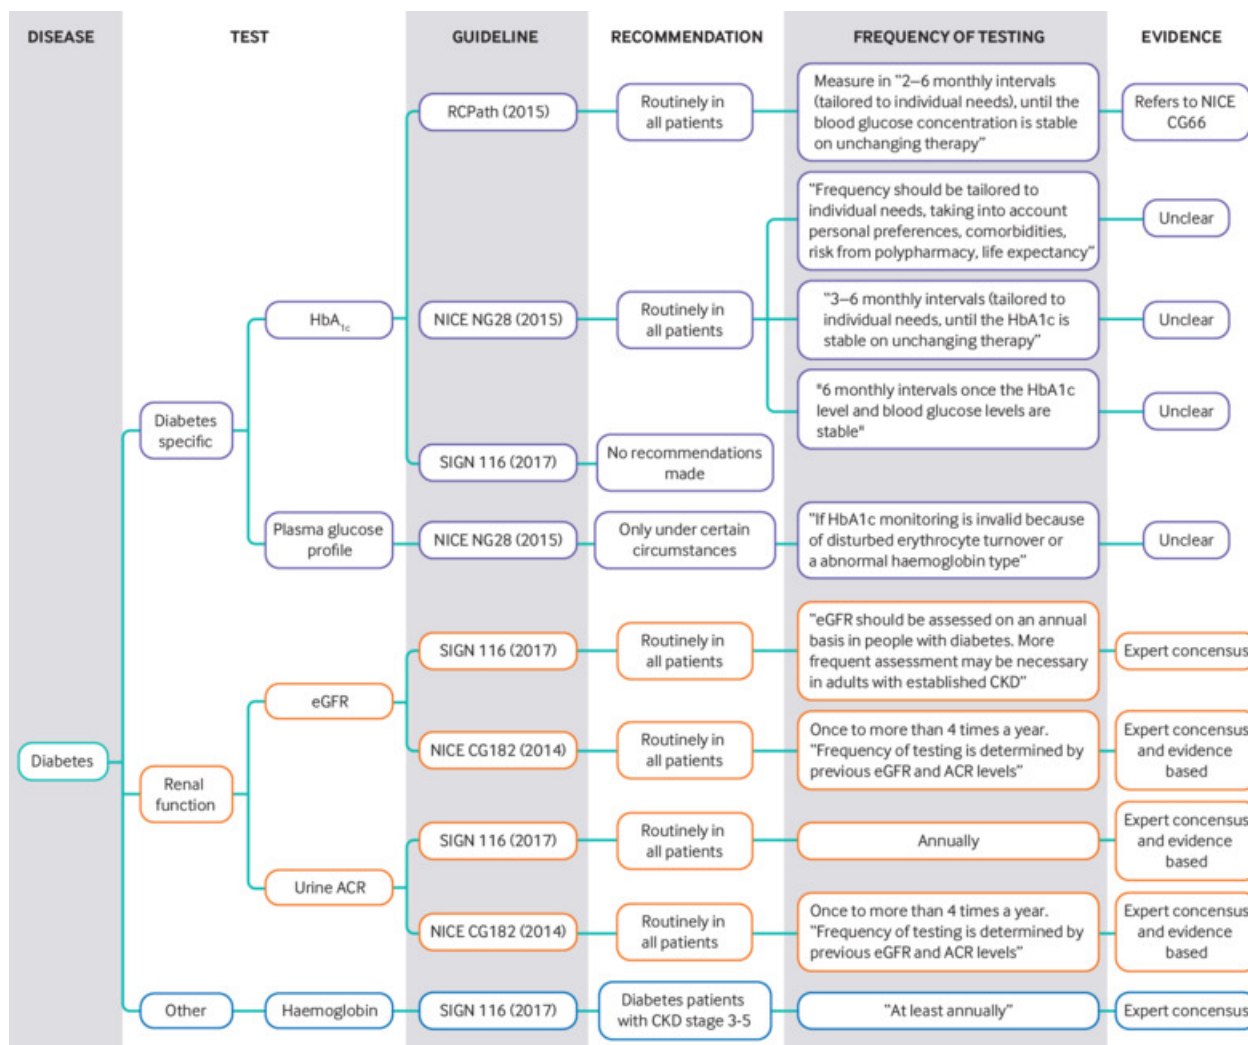 DISEASE TEST GUIDELINE RECOMMENDATION FREQUENCY OF TESTING EVIDENCE
Diabetes
Diabetes
specific
HbA1c
RCPath (2015)
Routinely in
all patients
Measure in "2–6 monthly intervals
(tailored to individual needs), until the
blood glucose concentration is stable
on unchanging therapy"
Refers to NICE
CG66
NICE NG28 (2015)
Routinely in
all patients
"Frequency should be tailored to
individual needs, taking into account
personal preferences, comorbidities,
risk from polypharmacy, life expectancy"
Unclear
"3–6 monthly intervals (tailored to
individual needs, until the HbA1c is
stable on unchanging therapy"
Unclear
"6 monthly intervals once the HbA1c
level and blood glucose levels are
stable"
Unclear
SIGN 116 (2017)
No recommendations
made
Plasma glucose
profile
NICE NG28 (2015)
Only under certain
circumstances
"If HbA1c monitoring is invalid because
of disturbed erythrocyte turnover or
a abnormal haemoglobin type"
Unclear
Renal
function
eGFR
SIGN 116 (2017)
Routinely in
all patients
"eGFR should be assessed on an annual
basis in people with diabetes. More
frequent assessment may be necessary
in adults with established CKD"
Expert concensus
NICE CG182 (2014)
Routinely in
all patients
Once to more than 4 times a year.
"Frequency of testing is determined by
previous eGFR and ACR levels"
Expert concensus
and evidence
based
Urine ACR
SIGN 116 (2017)
Routinely in
all patients
Annually
Expert concensus
and evidence
based
NICE CG182 (2014)
Routinely in
all patients
Once to more than 4 times a year.
"Frequency of testing is determined by
previous eGFR and ACR levels"
Expert concensus
and evidence
based
Other
Haemoglobin
SIGN 116 (2017)
Diabetes patients
with CKD stage 3-5
"At least annually"
Expert concensus